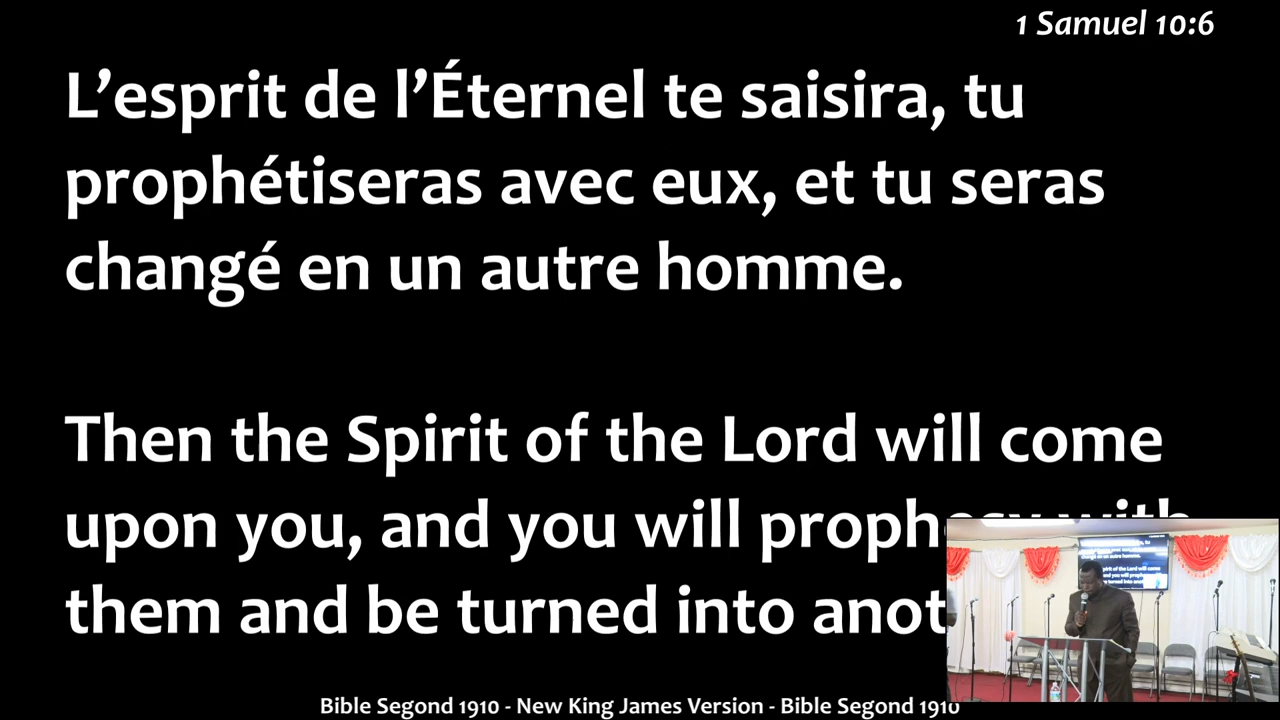 1 Samuel 10:6
L’esprit de l’Éternel te saisira, tu
prophétiseras avec eux, et tu seras
changé en un autre homme.
Then the Spirit of the Lord will come
upon you, and you will prophesy with
them and be turned into
Bible Segond 1910 - New King James Version - Bible Segond 1910